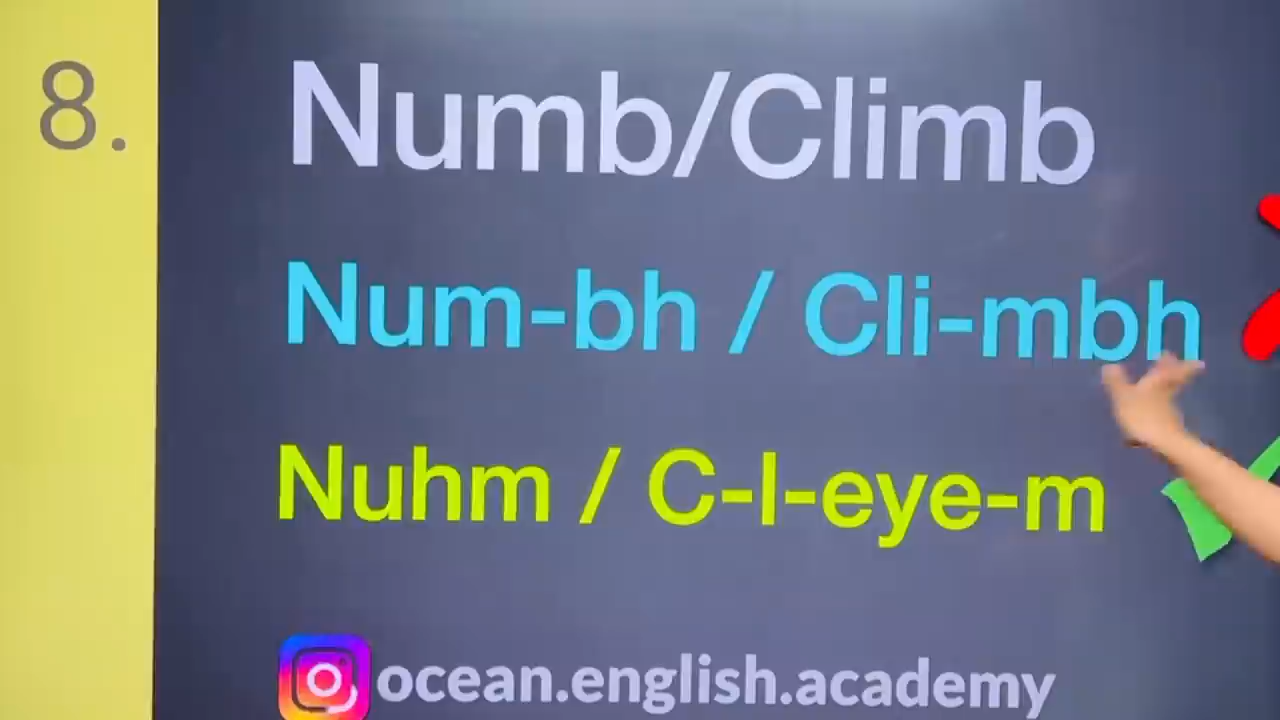 8.
Numb/Climb
Num-bh / Cli-mbh
Nuhm / C-l-eye-m
ocean.english.academy